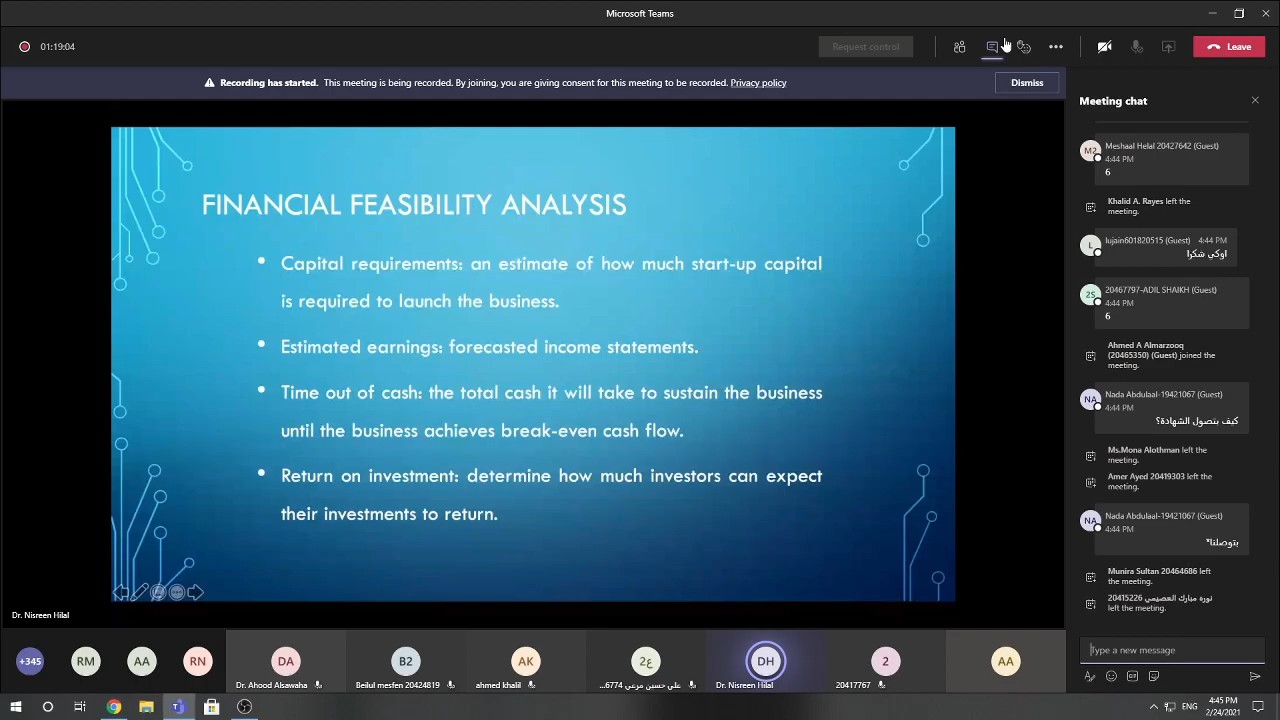 Microsoft Teams
01:19:04
Request control
Leave
Recording has started. This meeting is being recorded. By joining, you are giving consent for this meeting to be recorded. Privacy policy
Dismiss
FINANCIAL FEASIBILITY ANALYSIS
• Capital requirements: an estimate of how much start-up capital
is required to launch the business.
• Estimated earnings: forecasted income statements.
• Time out of cash: the total cash it will take to sustain the business
until the business achieves break-even cash flow.
• Return on investment: determine how much investors can expect
their investments to return.
Dr. Nisreen Hilal
Meeting chat
M2
Meshaal Helal 20427642 (Guest)
4:44 PM
6
Khalid A. Rayes left the
meeting.
L
lujain601820515 (Guest) 4:44 PM
اوكي شكرا
2S
20467797-ADIL SHAIKH (Guest)
4:44 PM
6
Ahmed A Almarzooq
(20465350) (Guest) joined the
meeting.
NA
Nada Abdulaal-19421067 (Guest)
4:44 PM
كيف بتصول الشهادة؟
Ms.Mona Alothman left the
meeting.
Amer Ayed 20419303 left the
meeting.
NA
Nada Abdulaal-19421067 (Guest)
4:44 PM
بتوصلنا*
Munira Sultan 20464686 left
the meeting.
نوره مبارك العصيمي 20415226
left the meeting.
Type a new message
+345
RM
AA
RN
DA
Dr. Ahood Alsawaha
B2
Beilul mesfen 20424819
AK
ahmed khalil
ع2
علي حسين مرعي 6774...
DH
Dr. Nisreen Hilal
2
20417767
AA
ENG
4:45 PM
2/24/2021